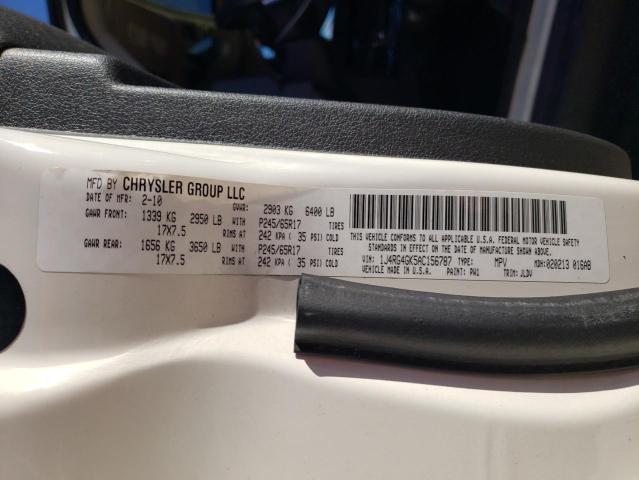 MFD BY CHRYSLER GROUP LLC
DATE OF MFR: 2-10 GVWR: 2903 KG 6400 LB
GAWR FRONT: 1339 KG 2950 LB WITH P245/65R17 TIRES
17X7.5 RIMS AT 242 KPA ( 35 PSI) COLD
GAWR REAR: 1656 KG 3650 LB WITH P245/65R17 TIRES
17X7.5 RIMS AT 242 KPA ( 35 PSI) COLD
THIS VEHICLE CONFORMS TO ALL APPLICABLE U.S.A. FEDERAL MOTOR VEHICLE SAFETY
STANDARDS IN EFFECT ON THE DATE OF MANUFACTURE SHOWN ABOVE.
VIN: 1J4RG4GK5AC156787 TYPE: MPV MDH:020213 016AB
MADE IN U.S.A. PAINT: PW1 TRIM: JLDV